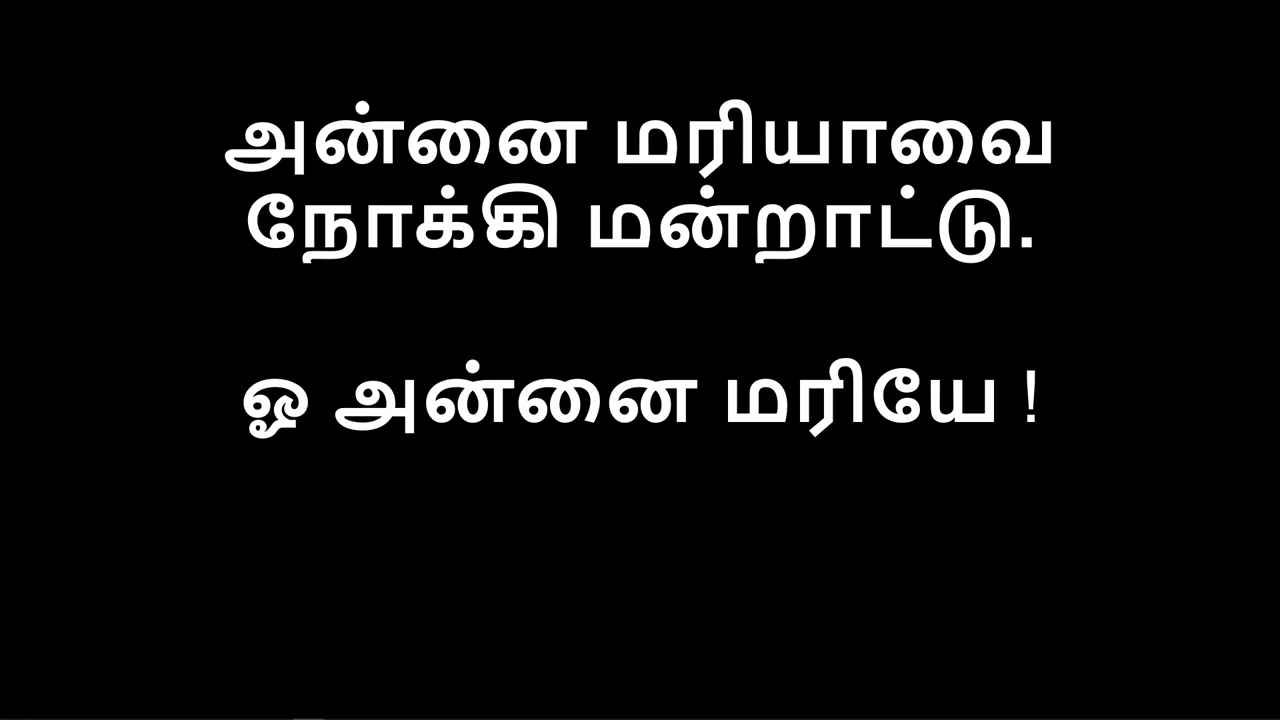 அன்னை மரியாவை
நோக்கி மன்றாட்டு.
ஓ அன்னை மரியே !